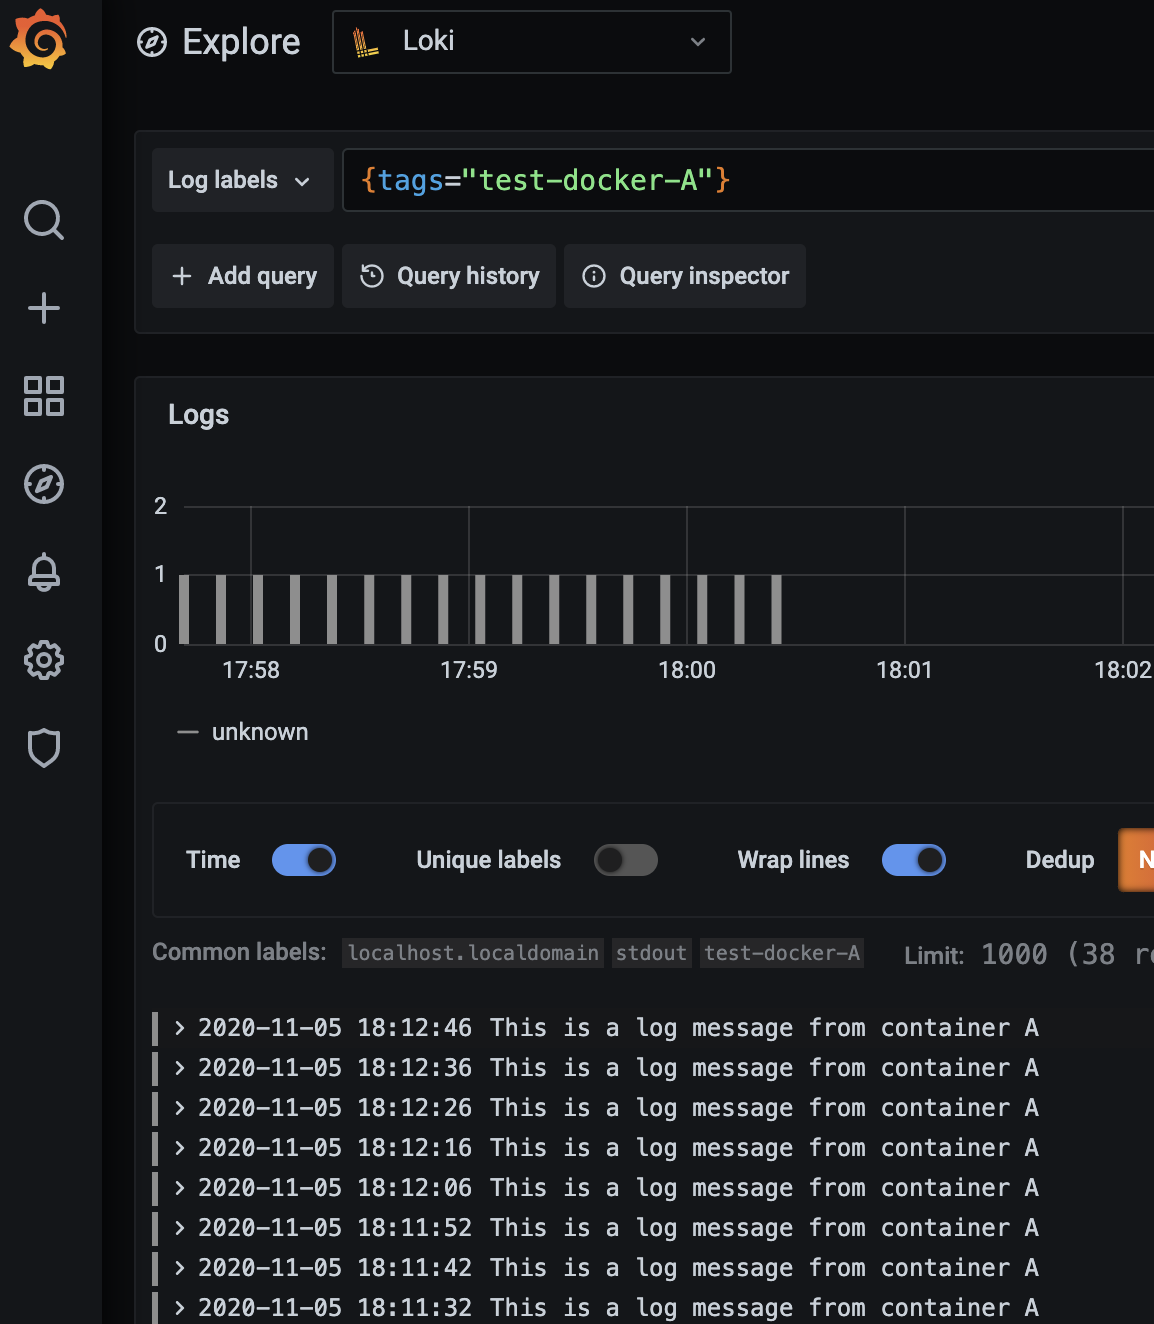 Explore
Loki
Log labels
{tags="test-docker-A"}
Add query
Query history
Query inspector
Logs
2
1
0
17:58
17:59
18:00
18:01
18:02
unknown
Time
Unique labels
Wrap lines
Dedup
N
Common labels: localhost.localdomain stdout test-docker-A Limit: 1000 (38 re
2020-11-05 18:12:46 This is a log message from container A
2020-11-05 18:12:36 This is a log message from container A
2020-11-05 18:12:26 This is a log message from container A
2020-11-05 18:12:16 This is a log message from container A
2020-11-05 18:12:06 This is a log message from container A
2020-11-05 18:11:52 This is a log message from container A
2020-11-05 18:11:42 This is a log message from container A
2020-11-05 18:11:32 This is a log message from container A